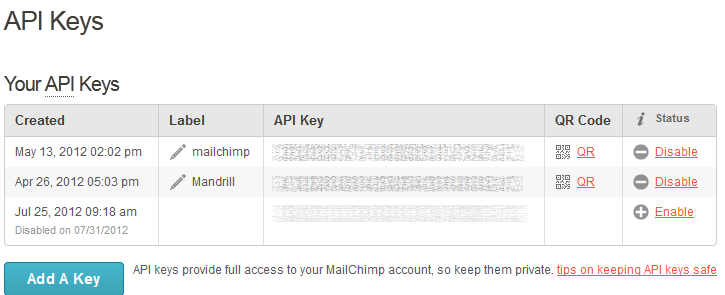 API Keys
Your API Keys
Created Label API Key QR Code i Status
May 13, 2012 02:02 pm mailchimp QR Disable
Apr 26, 2012 05:03 pm Mandrill QR Disable
Jul 25, 2012 09:18 am Enable
Disabled on 07/31/2012
Add A Key API keys provide full access to your MailChimp account, so keep them private. tips on keeping API keys safe